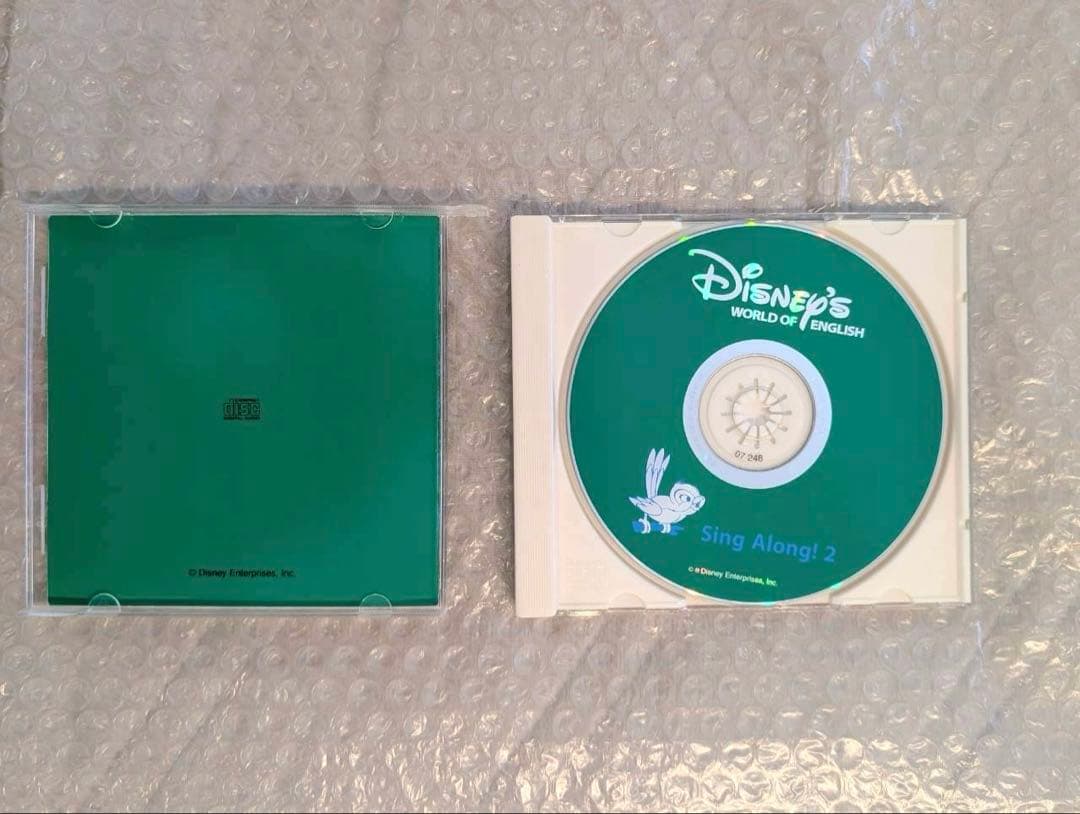 disc
© Disney Enterprises, Inc.
Disney's
WORLD OF ENGLISH
07 248
Sing Along! 2
© ℗ Disney Enterprises, Inc.